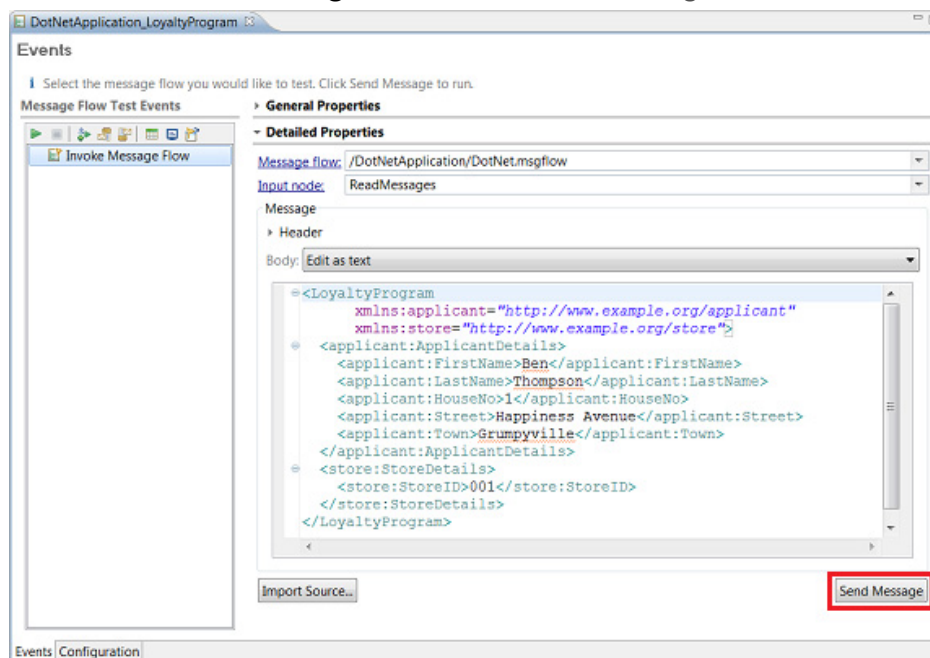 DotNetApplication_LoyaltyProgram
Events
i Select the message flow you would like to test. Click Send Message to run.
Message Flow Test Events
General Properties
Detailed Properties
Invoke Message Flow
Message flow: /DotNetApplication/DotNet.msgflow
Input node: ReadMessages
Message
Header
Body: Edit as text
<LoyaltyProgram
xmlns:applicant="http://www.example.org/applicant"
xmlns:store="http://www.example.org/store">
<applicant:ApplicantDetails>
<applicant:FirstName>Ben</applicant:FirstName>
<applicant:LastName>Thompson</applicant:LastName>
<applicant:HouseNo>1</applicant:HouseNo>
<applicant:Street>Happiness Avenue</applicant:Street>
<applicant:Town>Grumpyville</applicant:Town>
</applicant:ApplicantDetails>
<store:StoreDetails>
<store:StoreID>001</store:StoreID>
</store:StoreDetails>
</LoyaltyProgram>
Import Source... Send Message
Events Configuration